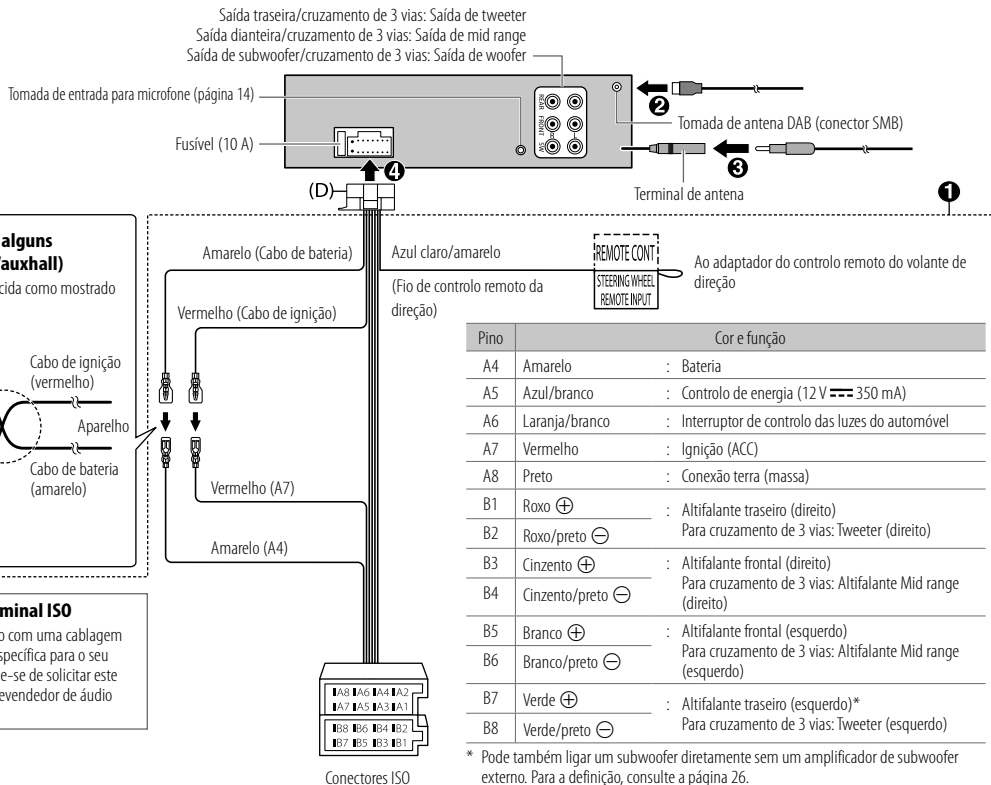 Saída traseira/cruzamento de 3 vias: Saída de tweeter
Saída dianteira/cruzamento de 3 vias: Saída de mid range
Saída de subwoofer/cruzamento de 3 vias: Saída de woofer
Tomada de entrada para microfone (página 14)
Fusível (10 A)
REAR
FRONT
SW
2
Tomada de antena DAB (conector SMB)
3
Terminal de antena
4
(D)
1
alguns
auxhall)
cida como mostrado
Cabo de ignição
(vermelho)
Aparelho
Cabo de bateria
(amarelo)
Amarelo (Cabo de bateria)
Vermelho (Cabo de ignição)
Azul claro/amarelo
(Fio de controlo remoto da
direção)
REMOTE CONT
STEERING WHEEL
REMOTE INPUT
Ao adaptador do controlo remoto do volante de
direção
Vermelho (A7)
Amarelo (A4)
minal ISO
o com uma cablagem
specífica para o seu
e-se de solicitar este
evendedor de áudio
A8 A6 A4 A2
A7 A5 A3 A1
B8 B6 B4 B2
B7 B5 B3 B1
Conectores ISO
Pino Cor e função
A4 Amarelo : Bateria
A5 Azul/branco : Controlo de energia (12 V ⎓ 350 mA)
A6 Laranja/branco : Interruptor de controlo das luzes do automóvel
A7 Vermelho : Ignição (ACC)
A8 Preto : Conexão terra (massa)
B1 Roxo ⊕ : Altifalante traseiro (direito)
B2 Roxo/preto ⊖ Para cruzamento de 3 vias: Tweeter (direito)
B3 Cinzento ⊕ : Altifalante frontal (direito)
B4 Cinzento/preto ⊖ Para cruzamento de 3 vias: Altifalante Mid range
(direito)
B5 Branco ⊕ : Altifalante frontal (esquerdo)
B6 Branco/preto ⊖ Para cruzamento de 3 vias: Altifalante Mid range
(esquerdo)
B7 Verde ⊕ : Altifalante traseiro (esquerdo)*
B8 Verde/preto ⊖ Para cruzamento de 3 vias: Tweeter (esquerdo)
* Pode também ligar um subwoofer diretamente sem um amplificador de subwoofer
externo. Para a definição, consulte a página 26.